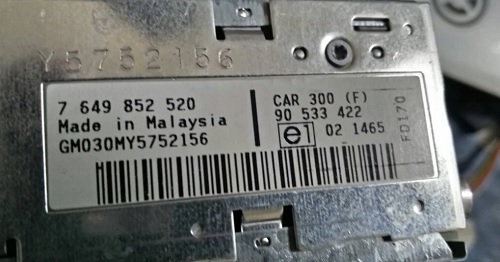 Y5752156
7 649 852 520
Made in Malaysia
GM030MY5752156
CAR 300 (F)
90 533 422
e1 02 1465
FD170